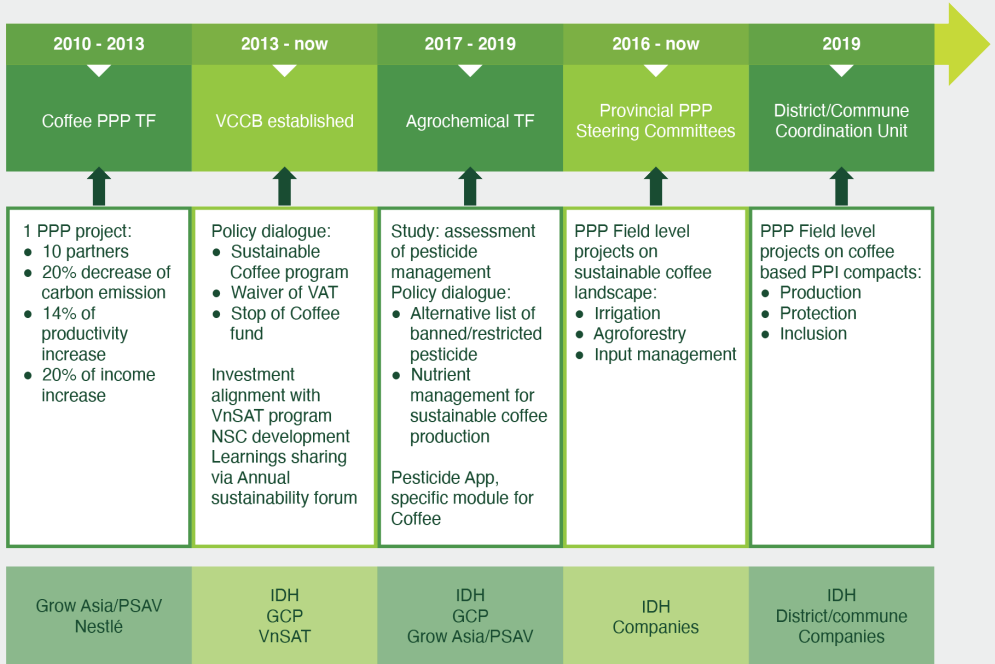 2010 - 2013
2013 - now
2017 - 2019
2016 - now
2019
Coffee PPP TF
VCCB established
Agrochemical TF
Provincial PPP
Steering Committees
District/Commune
Coordination Unit
1 PPP project:
● 10 partners
● 20% decrease of
carbon emission
● 14% of
productivity
increase
● 20% of income
increase
Policy dialogue:
● Sustainable
Coffee program
● Waiver of VAT
● Stop of Coffee
fund
Investment
alignment with
VnSAT program
NSC development
Learnings sharing
via Annual
sustainability forum
Study: assessment
of pesticide
management
Policy dialogue:
● Alternative list of
banned/restricted
pesticide
● Nutrient
management for
sustainable coffee
production
Pesticide App,
specific module for
Coffee
PPP Field level
projects on
sustainable coffee
landscape:
● Irrigation
● Agroforestry
● Input management
PPP Field level
projects on coffee
based PPI compacts:
● Production
● Protection
● Inclusion
Grow Asia/PSAV
Nestlé
IDH
GCP
VnSAT
IDH
GCP
Grow Asia/PSAV
IDH
Companies
IDH
District/commune
Companies